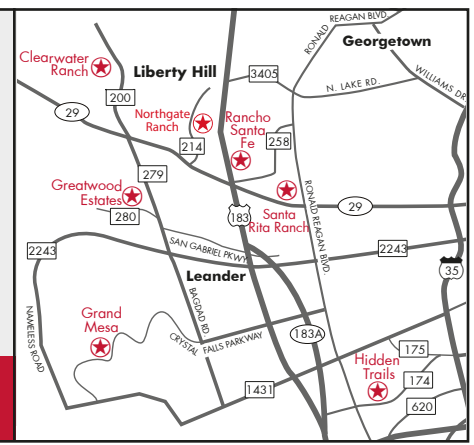 RONALD
REAGAN BLVD.
Georgetown
Clearwater
Ranch
Liberty Hill
3405
N. LAKE RD.
WILLIAMS DR.
200
29
Northgate
Ranch
Rancho
Santa
Fe
214
258
279
Greatwood
Estates
280
183
Santa
Rita Ranch
RONALD REAGAN BLVD.
29
2243
SAN GABRIEL PKWY
2243
Leander
35
BAGDAD RD
NAMELESS ROAD
Grand
Mesa
CRYSTAL FALLS PARKWAY
183A
175
Hidden
Trails
174
1431
620